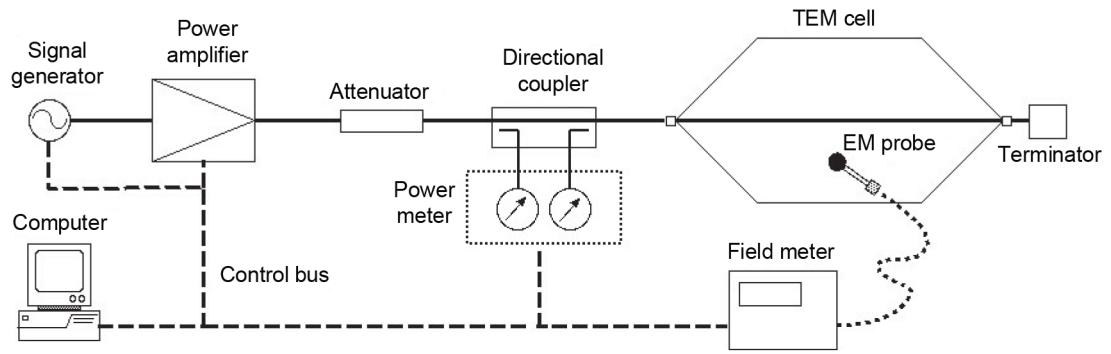 TEM cell
Signal
generator
Power
amplifier
Attenuator
Directional
coupler
EM probe
Terminator
Power
meter
Computer
Control bus
Field meter